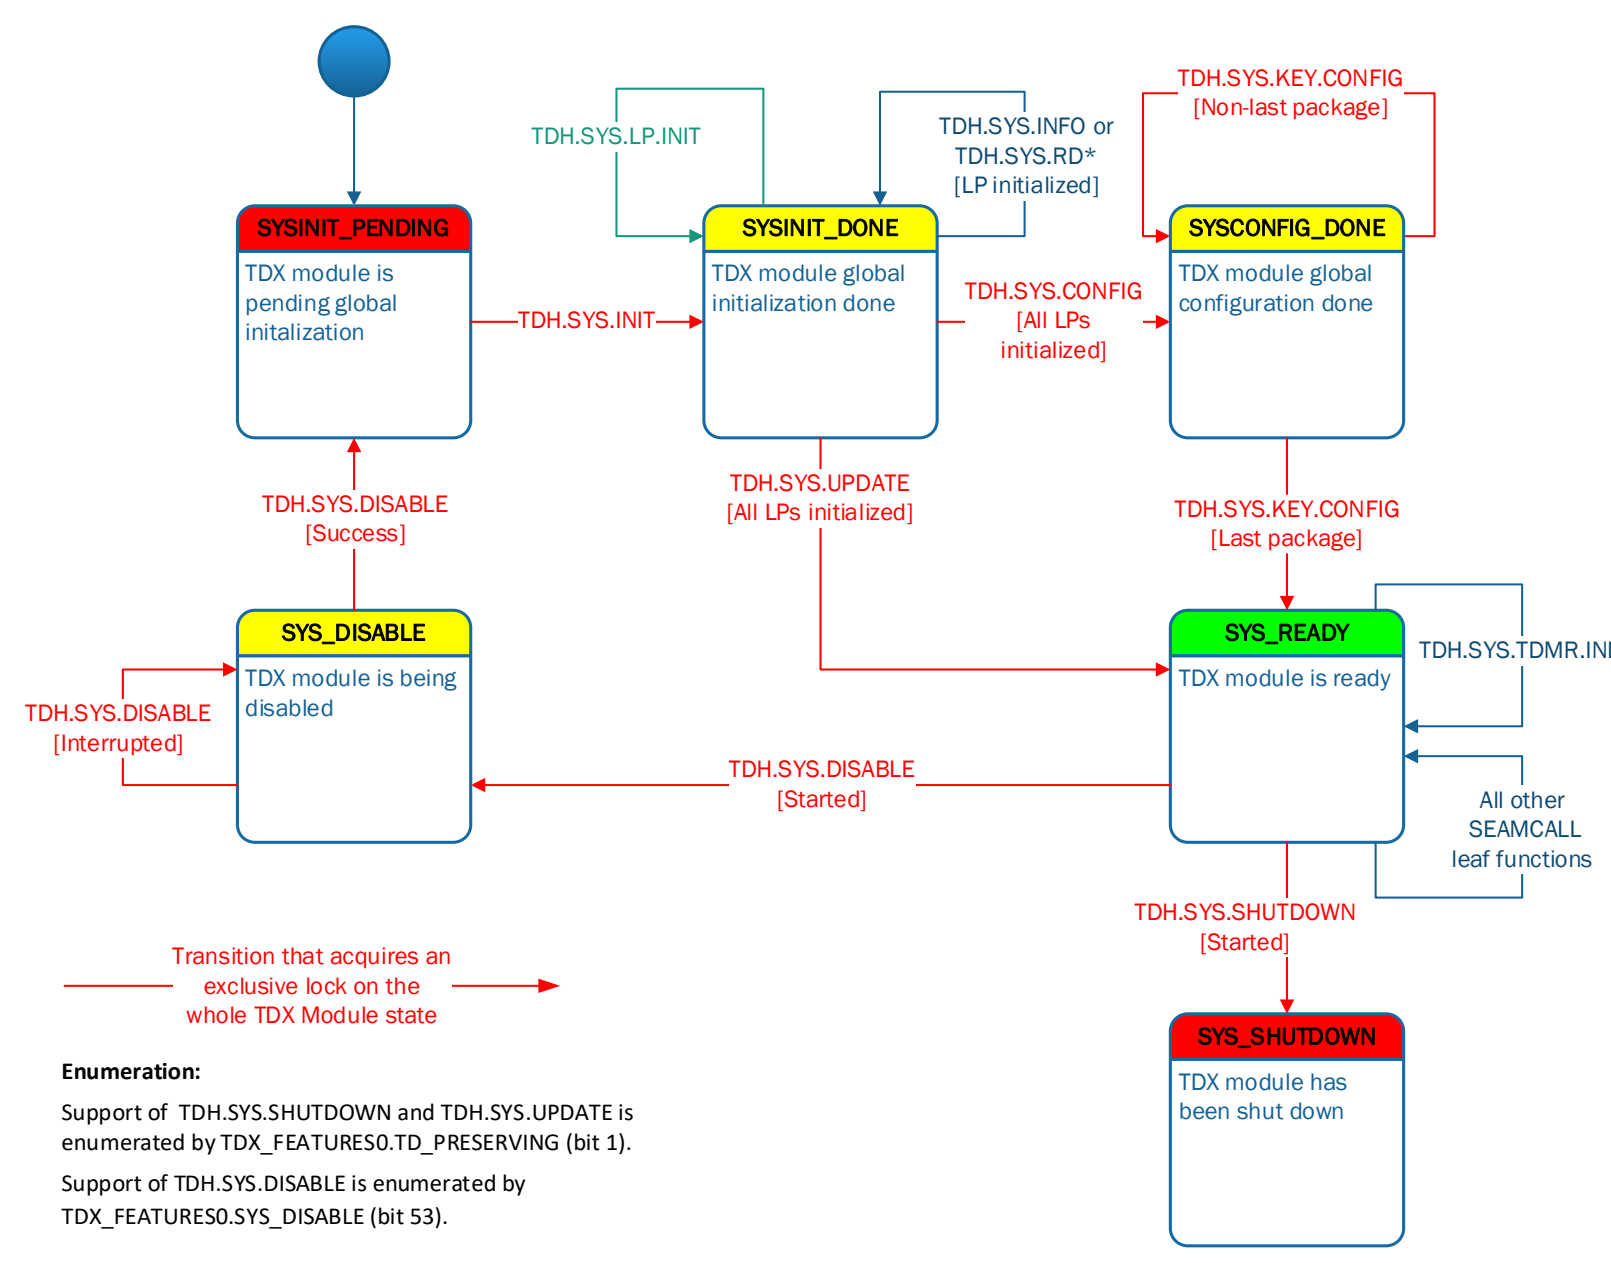 TDH.SYS.KEY.CONFIG
[Non-last package]
TDH.SYS.LP.INIT
TDH.SYS.INFO or
TDH.SYS.RD*
[LP initialized]
SYSINIT_PENDING
TDX module is
pending global
initalization
SYSINIT_DONE
TDX module global
initialization done
SYSCONFIG_DONE
TDX module global
configuration done
TDH.SYS.INIT
TDH.SYS.CONFIG
[All LPs
initialized]
TDH.SYS.DISABLE
[Success]
TDH.SYS.UPDATE
[All LPs initialized]
TDH.SYS.KEY.CONFIG
[Last package]
SYS_DISABLE
TDX module is being
disabled
SYS_READY
TDX module is ready
TDH.SYS.TDMR.INI
TDH.SYS.DISABLE
[Interrupted]
TDH.SYS.DISABLE
[Started]
All other
SEAMCALL
leaf functions
TDH.SYS.SHUTDOWN
[Started]
Transition that acquires an
exclusive lock on the
whole TDX Module state
SYS_SHUTDOWN
TDX module has
been shut down
Enumeration:
Support of TDH.SYS.SHUTDOWN and TDH.SYS.UPDATE is
enumerated by TDX_FEATURES0.TD_PRESERVING (bit 1).
Support of TDH.SYS.DISABLE is enumerated by
TDX_FEATURES0.SYS_DISABLE (bit 53).